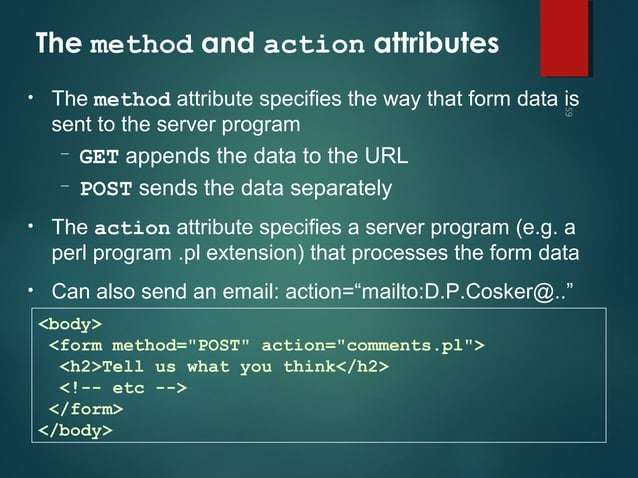 The method and action attributes
59
• The method attribute specifies the way that form data is
sent to the server program
– GET appends the data to the URL
– POST sends the data separately
• The action attribute specifies a server program (e.g. a
perl program .pl extension) that processes the form data
• Can also send an email: action=“mailto:D.P.Cosker@..”
<body>
<form method="POST" action="comments.pl">
<h2>Tell us what you think</h2>
<!-- etc -->
</form>
</body>